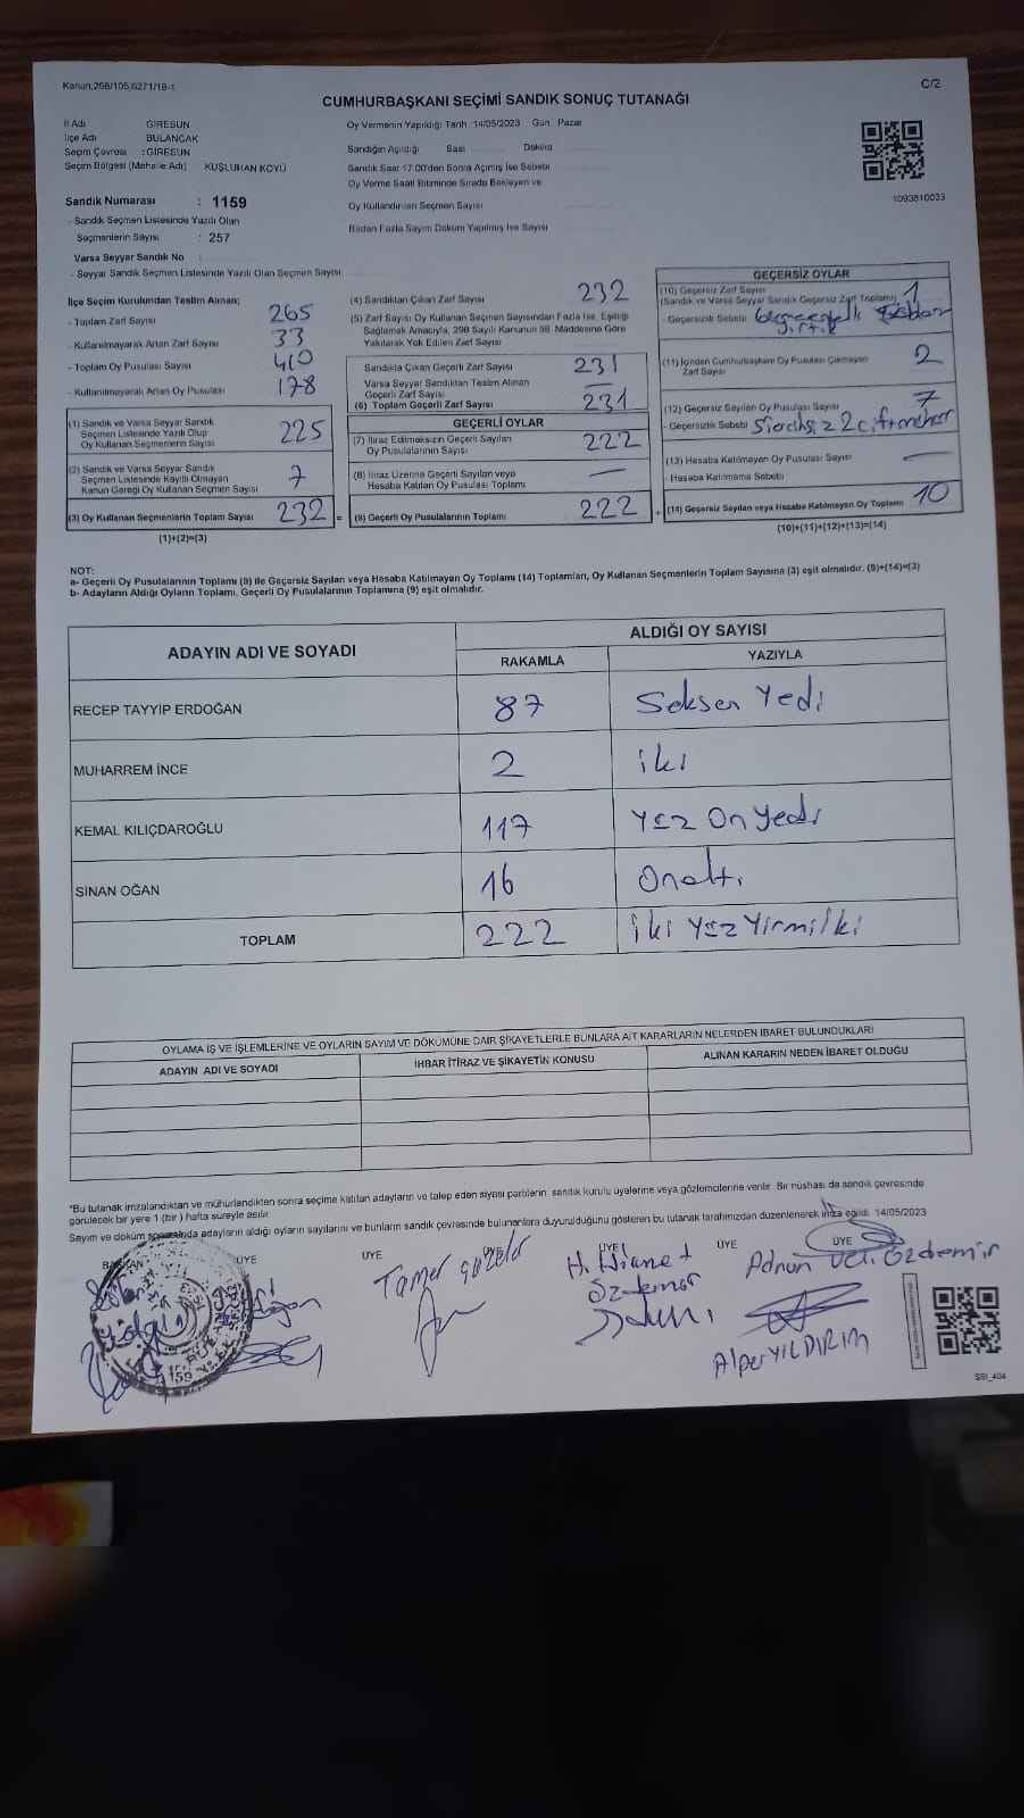 Kanun:298/105,6271/18-1
C/2
CUMHURBAŞKANI SEÇİMİ SANDIK SONUÇ TUTANAĞI
İl Adı GİRESUN
İlçe Adı BULANCAK
Seçim Çevresi : GİRESUN
Seçim Bölgesi (Mahalle Adı) KUŞLUHAN KÖYÜ
Sandık Numarası : 1159
- Sandık Seçmen Listesinde Yazılı Olan
Seçmenlerin Sayısı : 257
Varsa Seyyar Sandık No
- Seyyar Sandık Seçmen Listesinde Yazılı Olan Seçmen Sayısı
Oy Vermenin Yapıldığı Tarih :14/05/2023 Gün: Pazar
Sandığın Açıldığı Saat Dakika
Sandık Saat 17:00'den Sonra Açılmış İse Sebebi
Oy Verme Saati Bitiminde Sırada Bekleyen ve
Oy Kullandırılan Seçmen Sayısı
Birden Fazla Sayım Döküm Yapılmış İse Sayısı
1093810033
İlçe Seçim Kurulundan Teslim Alınan;
- Toplam Zarf Sayısı 265
- Kullanılmayarak Artan Zarf Sayısı 33
- Toplam Oy Pusulası Sayısı 410
- Kullanılmayarak Artan Oy Pusulası 178
(1) Sandık ve Varsa Seyyar Sandık
Seçmen Listesinde Yazılı Olup
Oy Kullanan Seçmenlerin Sayısı 225
(2) Sandık ve Varsa Seyyar Sandık
Seçmen Listesinde Kayıtlı Olmayan
Kanun Gereği Oy Kullanan Seçmen Sayısı 7
(3) Oy Kullanan Seçmenlerin Toplam Sayısı 232 =
(1)+(2)=(3)
(4) Sandıktan Çıkan Zarf Sayısı 232
(5) Zarf Sayısı Oy Kullanan Seçmen Sayısından Fazla İse, Eşitliği
Sağlamak Amacıyla, 298 Sayılı Kanunun 98. Maddesine Göre
Yakılarak Yok Edilen Zarf Sayısı
Sandıkta Çıkan Geçerli Zarf Sayısı 231
Varsa Seyyar Sandıktan Teslim Alınan
Geçerli Zarf Sayısı —
(6) Toplam Geçerli Zarf Sayısı 231
GEÇERLİ OYLAR
(7) İtiraz Edilmeksizin Geçerli Sayılan
Oy Pusulalarının Sayısı 222
(8) İtiraz Üzerine Geçerli Sayılan veya
Hesaba Katılan Oy Pusulası Toplamı —
(9) Geçerli Oy Pusulalarının Toplamı 222 +
GEÇERSİZ OYLAR
(10) Geçersiz Zarf Sayısı 1
(Sandık ve Varsa Seyyar Sandık Geçersiz Zarf Toplamı)
- Geçersizlik Sebebi
(11) İçinden Cumhurbaşkanı Oy Pusulası Çıkmayan
Zarf Sayısı 2
(12) Geçersiz Sayılan Oy Pusulası Sayısı 7
- Geçersizlik Sebebi
(13) Hesaba Katılmayan Oy Pusulası Sayısı —
- Hesaba Katılmama Sebebi
(14) Geçersiz Sayılan veya Hesaba Katılmayan Oy Toplamı 10
(10)+(11)+(12)+(13)=(14)
NOT:
a- Geçerli Oy Pusulalarının Toplamı (9) ile Geçersiz Sayılan veya Hesaba Katılmayan Oy Toplamı (14) Toplamları, Oy Kullanan Seçmenlerin Toplam Sayısına (3) eşit olmalıdır. (9)+(14)=(3)
b- Adayların Aldığı Oyların Toplamı, Geçerli Oy Pusulalarının Toplamına (9) eşit olmalıdır.
ADAYIN ADI VE SOYADI
ALDIĞI OY SAYISI
RAKAMLA YAZIYLA
RECEP TAYYİP ERDOĞAN 87 Seksen Yedi
MUHARREM İNCE 2 iki
KEMAL KILIÇDAROĞLU 117 Yüz On yedi
SİNAN OĞAN 16 Onaltı
TOPLAM 222 iki Yüz Yirmi iki
OYLAMA İŞ VE İŞLEMLERİNE VE OYLARIN SAYIM VE DÖKÜMÜNE DAİR ŞİKAYETLERLE BUNLARA AİT KARARLARIN NELERDEN İBARET BULUNDUKLARI
ADAYIN ADI VE SOYADI İHBAR İTİRAZ VE ŞİKAYETİN KONUSU ALINAN KARARIN NEDEN İBARET OLDUĞU
*Bu tutanak imzalandıktan ve mühürlendikten sonra seçime katılan adayların ve talep eden siyasi partilerin sandık kurulu üyelerine veya gözlemcilerine verilir. Bir nüshası da sandık çevresinde
görülecek bir yere 1 (bir) hafta süreyle asılır.
Sayım ve döküm sonunda adayların aldığı oyların sayılarını ve bunların sandık çevresinde bulunanlara duyurulduğunu gösteren bu tutanak tarafımızdan düzenlenerek imza edildi. 14/05/2023
BAŞKAN ÜYE ÜYE ÜYE ÜYE ÜYE ÜYE
Tamer Güzeler
H. Hikmet
Özdemir
Adnan Veli Özdemir
Alper YILDIRIM
159
SSI_404